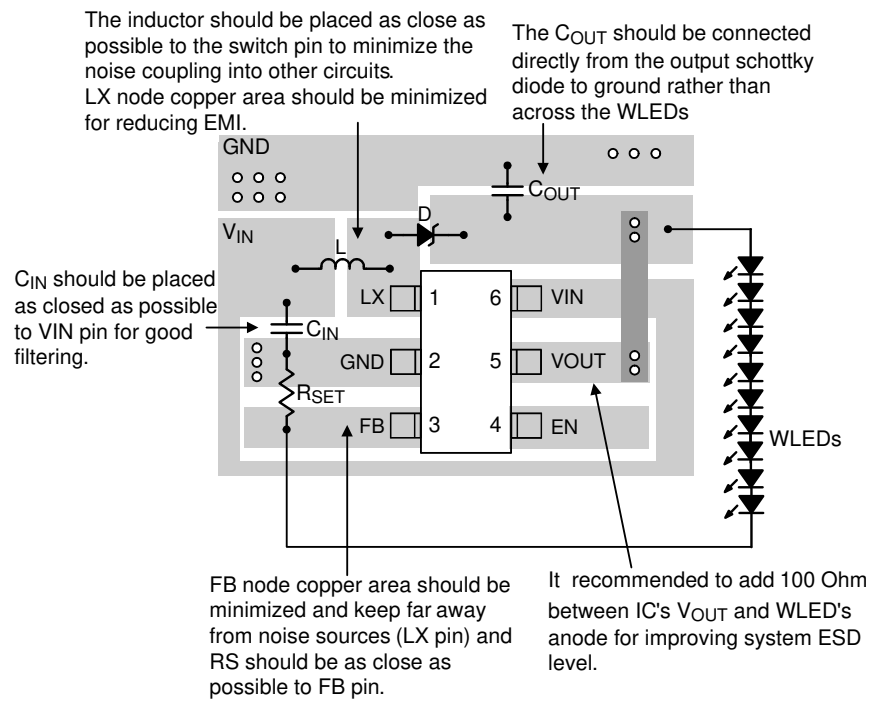 The inductor should be placed as close as
possible to the switch pin to minimize the
noise coupling into other circuits.
LX node copper area should be minimized
for reducing EMI.
The COUT should be connected
directly from the output schottky
diode to ground rather than
across the WLEDs
GND
COUT
D
VIN
L
CIN should be placed
as closed as possible
to VIN pin for good
filtering.
LX 1 6 VIN
CIN
GND 2 5 VOUT
RSET
FB 3 4 EN
WLEDs
FB node copper area should be
minimized and keep far away
from noise sources (LX pin) and
RS should be as close as
possible to FB pin.
It recommended to add 100 Ohm
between IC's VOUT and WLED's
anode for improving system ESD
level.